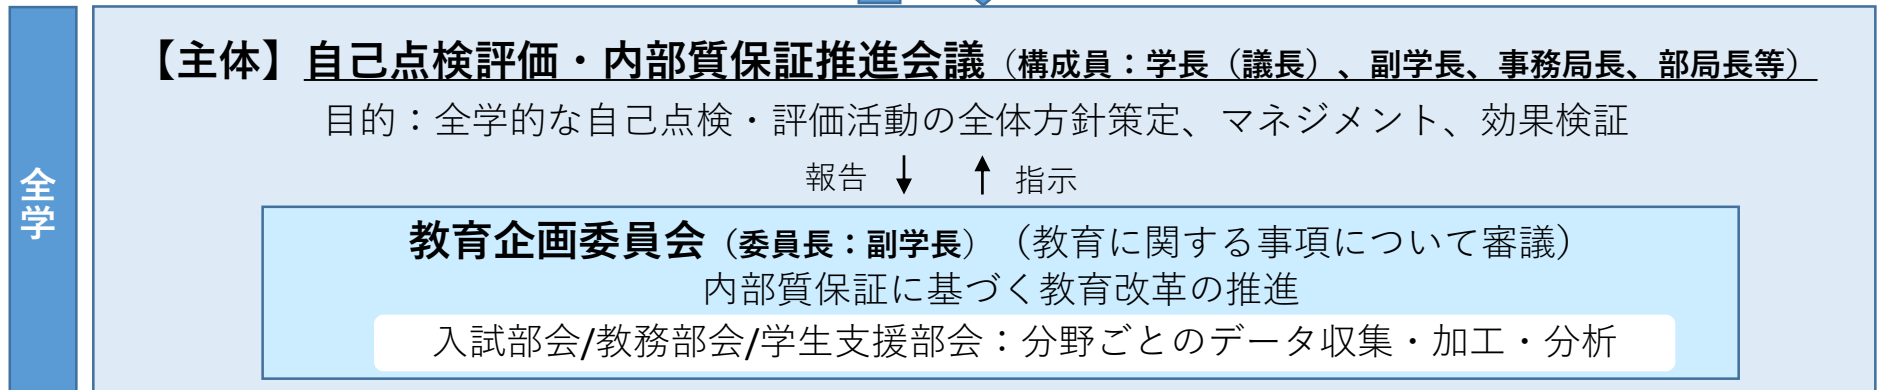 全学
【主体】自己点検評価・内部質保証推進会議（構成員：学長（議長）、副学長、事務局長、部局長等）
目的：全学的な自己点検・評価活動の全体方針策定、マネジメント、効果検証
報告 ↓ ↑ 指示
教育企画委員会（委員長：副学長）（教育に関する事項について審議）
内部質保証に基づく教育改革の推進
入試部会/教務部会/学生支援部会：分野ごとのデータ収集・加工・分析